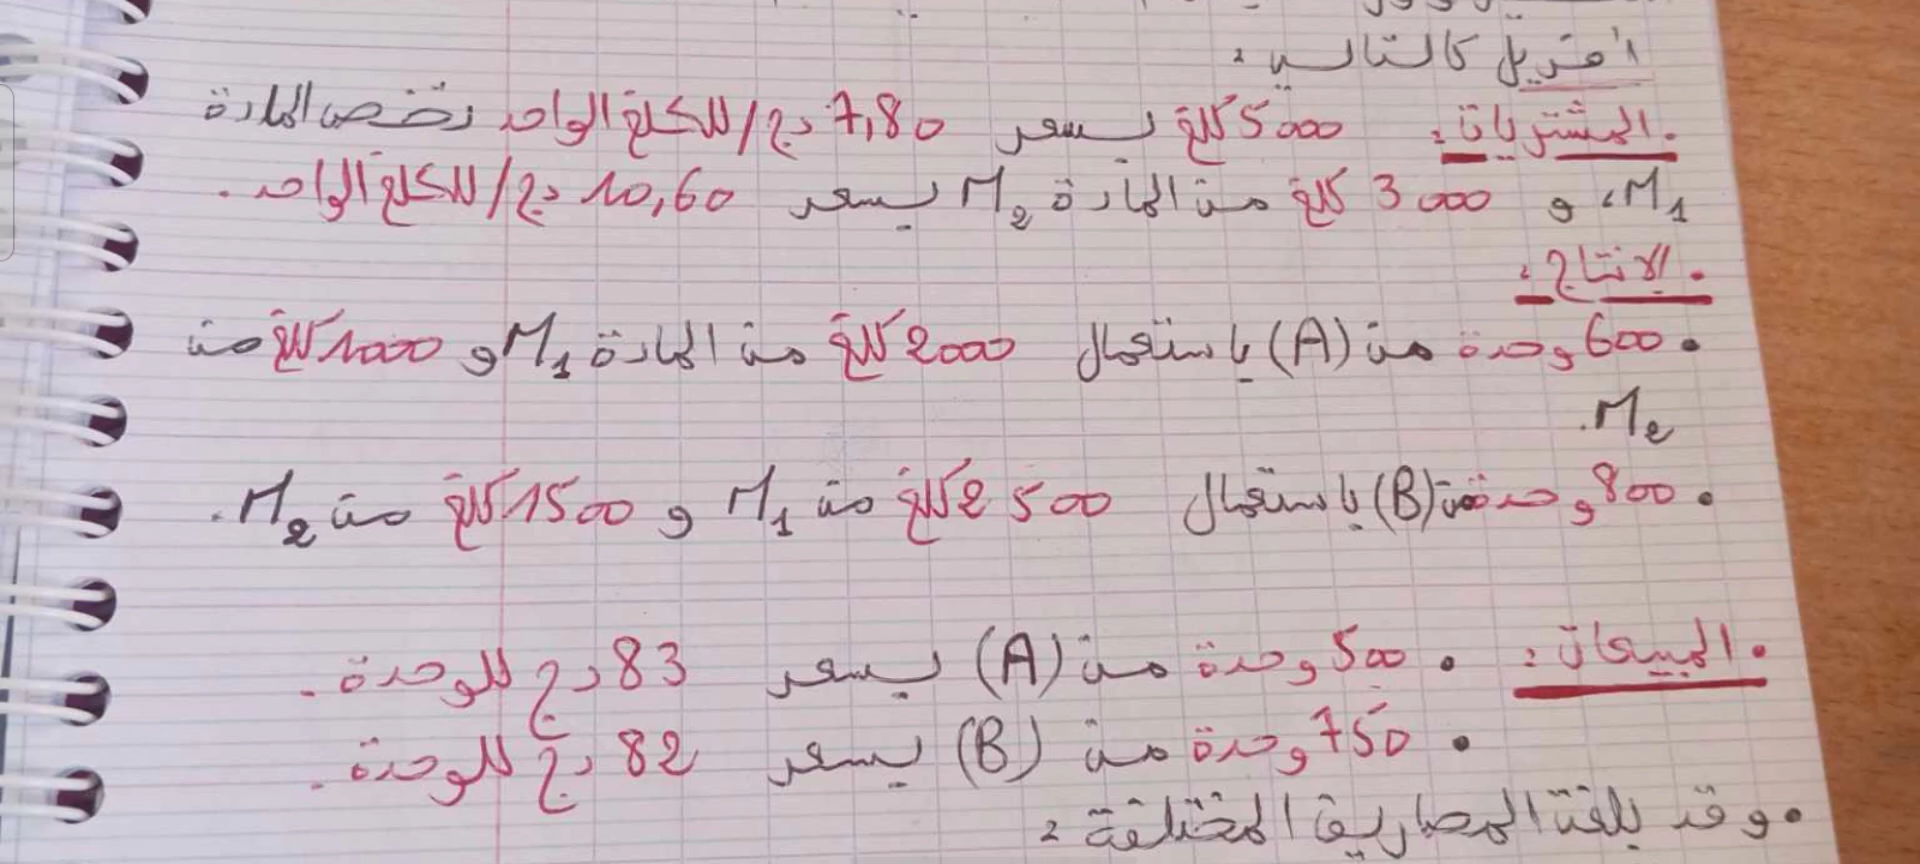 أفريل كالتالي:
. المشتريات: 5000 كلغ بسعر 7,80 دج/للكلغ الواحد تخص المادة
M1، و 3000 كلغ من المادة M2 بسعر 10,60 دج/للكلغ الواحد.
. الإنتاج:
• 600 وحدة من (A) باستعمال 2000 كلغ من المادة M1 و 1000 كلغ من
M2.
• 800 وحدة من (B) باستعمال 2500 كلغ من M1 و 1500 كلغ من M2.
. المبيعات: • 500 وحدة من (A) بسعر 83 دج للوحدة.
• 750 وحدة من (B) بسعر 82 دج للوحدة.
• وقد بلغت المصاريف المختلفة: